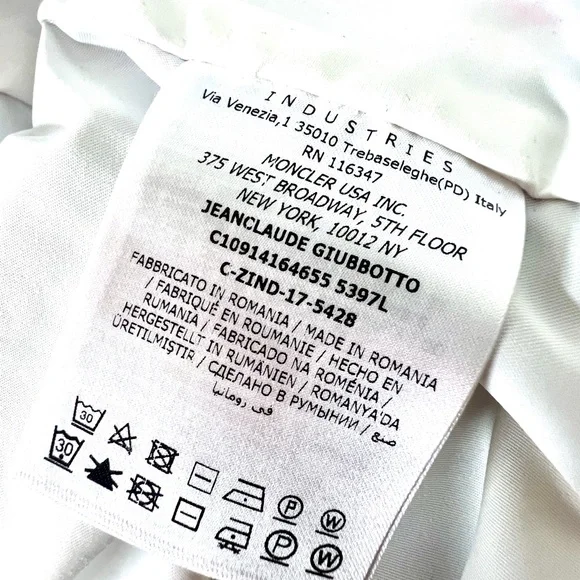 INDUSTRIES
Via Venezia,1 35010 Trebaseleghe(PD) Italy
RN 116347
MONCLER USA INC.
375 WEST BROADWAY, 5TH FLOOR
NEW YORK, 10012 NY
JEANCLAUDE GIUBBOTTO
C10914164655 5397L
C-ZIND-17-542B
FABBRICATO IN ROMANIA / MADE IN ROMANIA
/ FABRIQUÉ EN ROUMANIE / HECHO EN
RUMANIA / FABRICADO NA ROMÉNIA /
HERGESTELLT IN RUMÄNIEN / ROMANYA'DA
ÜRETILMIŞTIR / СДЕЛАНО В РУМЫНИИ / صنع
في رومانيا
30 P W
30 P W